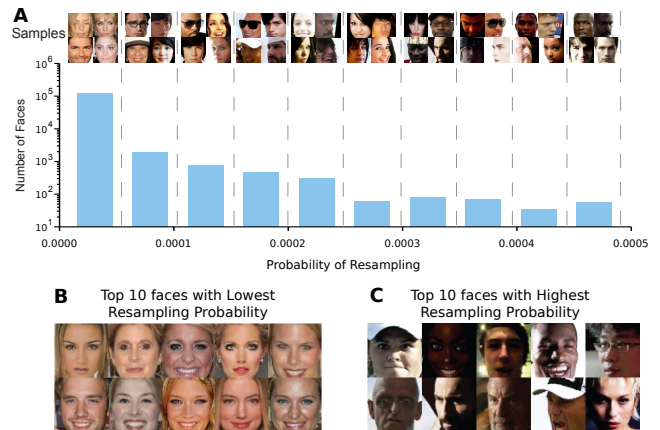 A
Samples
Number of Faces
10^6
10^5
10^4
10^3
10^2
10^1
0.0000
0.0001
0.0002
0.0003
0.0004
0.0005
Probability of Resampling
B
Top 10 faces with Lowest
Resampling Probability
C
Top 10 faces with Highest
Resampling Probability